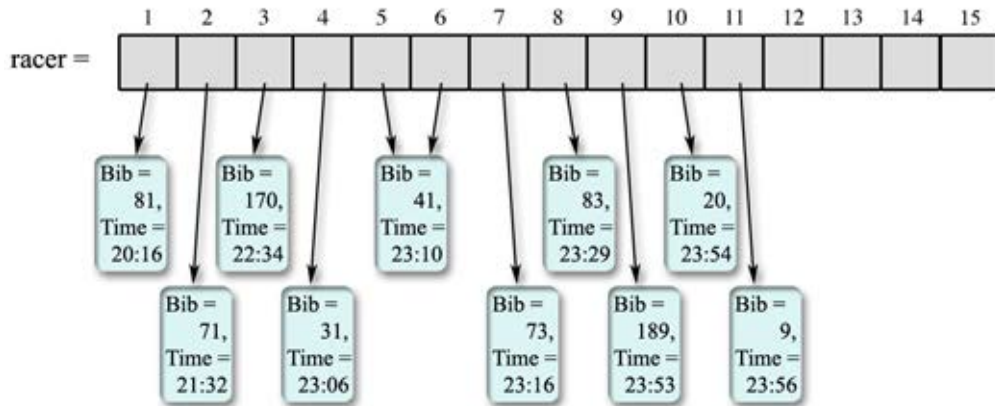 1 2 3 4 5 6 7 8 9 10 11 12 13 14 15
racer =
Bib =
81,
Time =
20:16
Bib =
170,
Time =
22:34
Bib =
41,
Time =
23:10
Bib =
83,
Time =
23:29
Bib =
20,
Time =
23:54
Bib =
71,
Time =
21:32
Bib =
31,
Time =
23:06
Bib =
73,
Time =
23:16
Bib =
189,
Time =
23:53
Bib =
9,
Time =
23:56